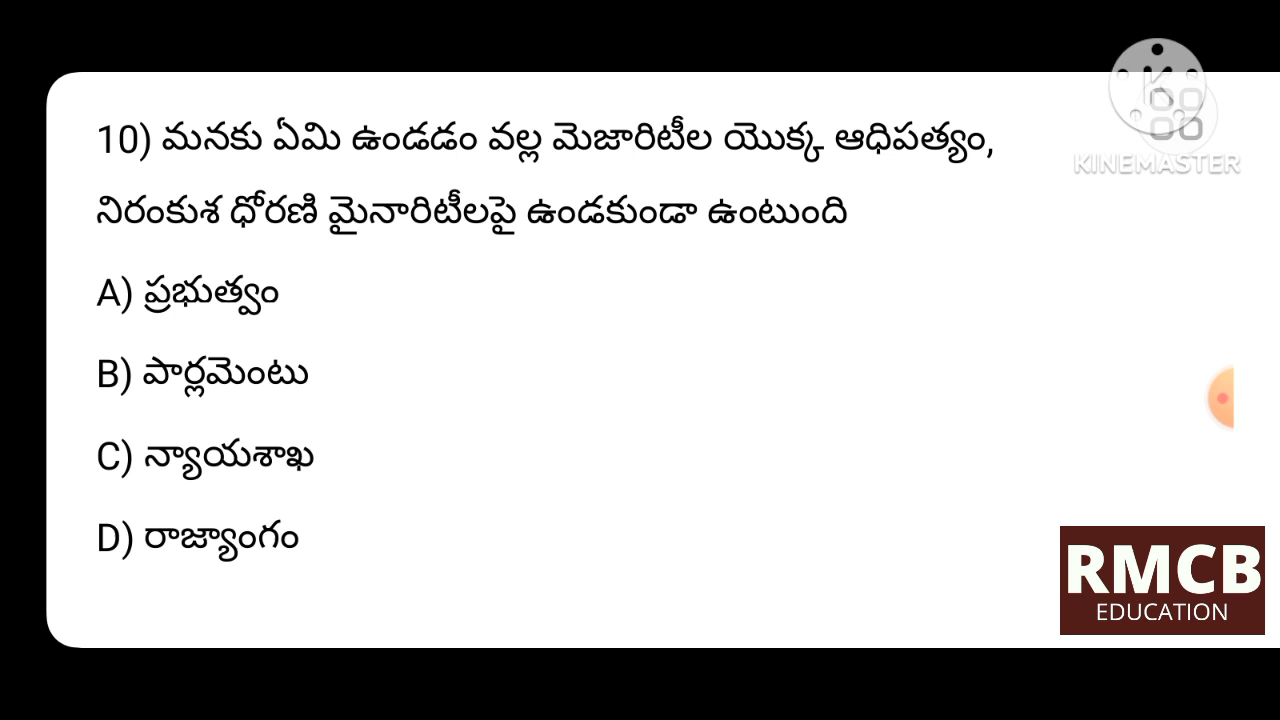 10) మనకు ఏమి ఉండడం వల్ల మెజారిటీల యొక్క ఆధిపత్యం,
నిరంకుశ ధోరణి మైనారిటీలపై ఉండకుండా ఉంటుంది
A) ప్రభుత్వం
B) పార్లమెంటు
C) న్యాయశాఖ
D) రాజ్యాంగం
KINEMASTER
RMCB
EDUCATION